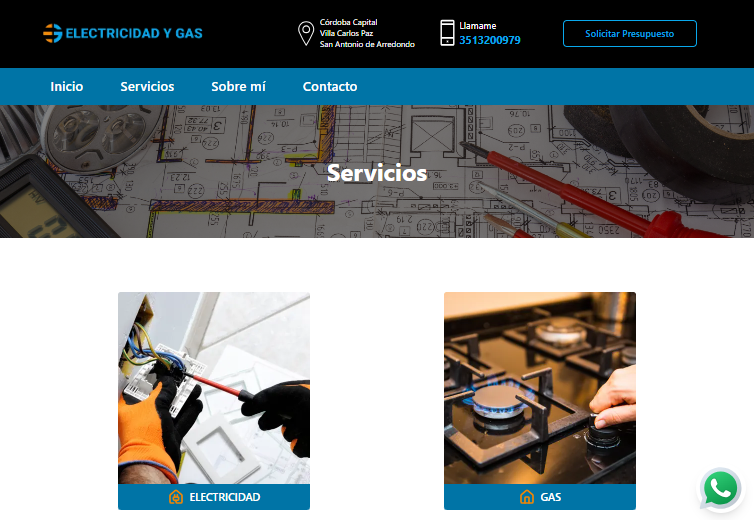 ELECTRICIDAD Y GAS
Córdoba Capital
Villa Carlos Paz
San Antonio de Arredondo
Llamame
3513200979
Solicitar Presupuesto
Inicio
Servicios
Sobre mí
Contacto
Servicios
ELECTRICIDAD
GAS